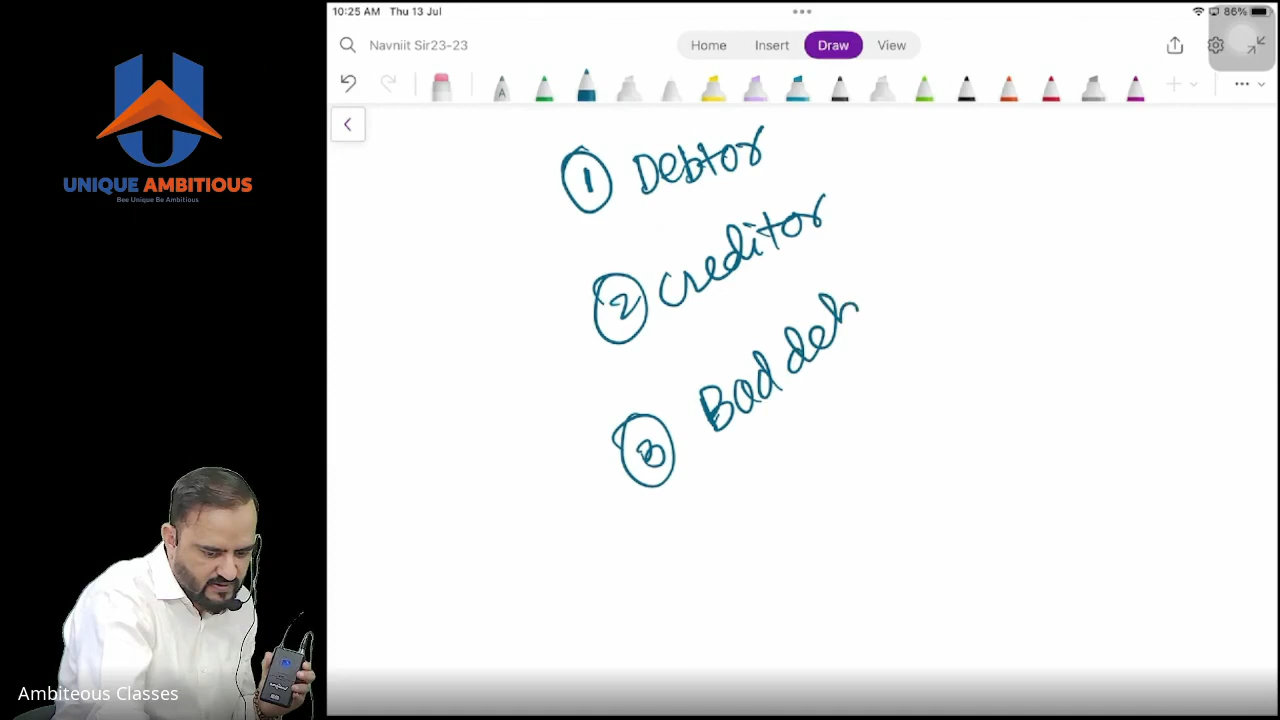 10:25 AM Thu 13 Jul
86%
Navniit Sir23-23
Home Insert Draw View
A
UNIQUE AMBITIOUS
Bee Unique Be Ambitious
1 Debtor
2 Creditor
3 Bad deb
Ambiteous Classes